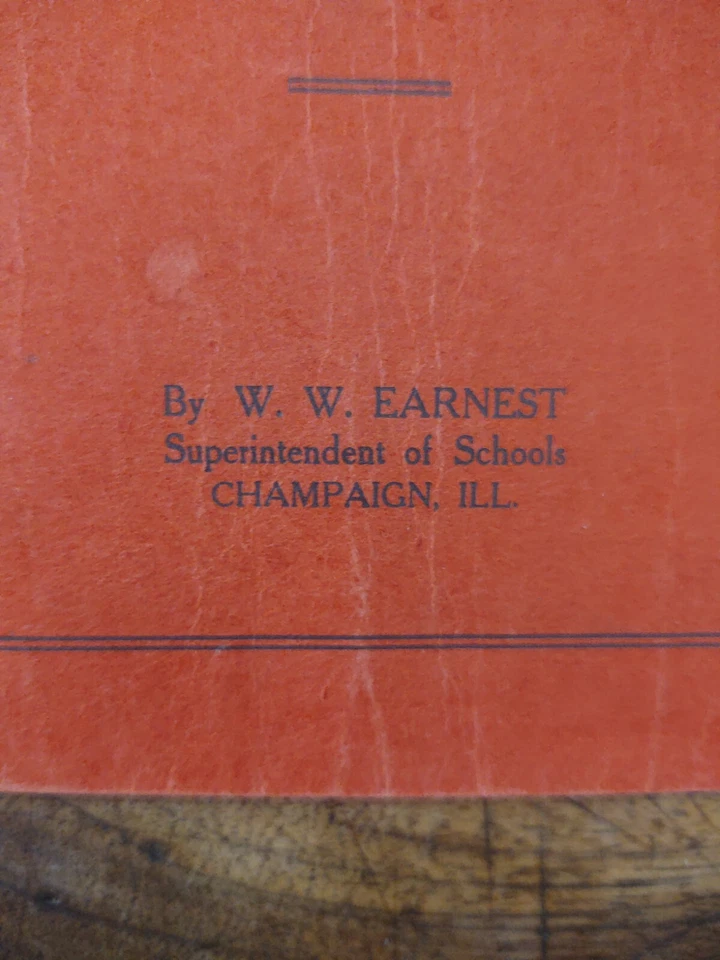 By W. W. EARNEST
Superintendent of Schools
CHAMPAIGN, ILL.